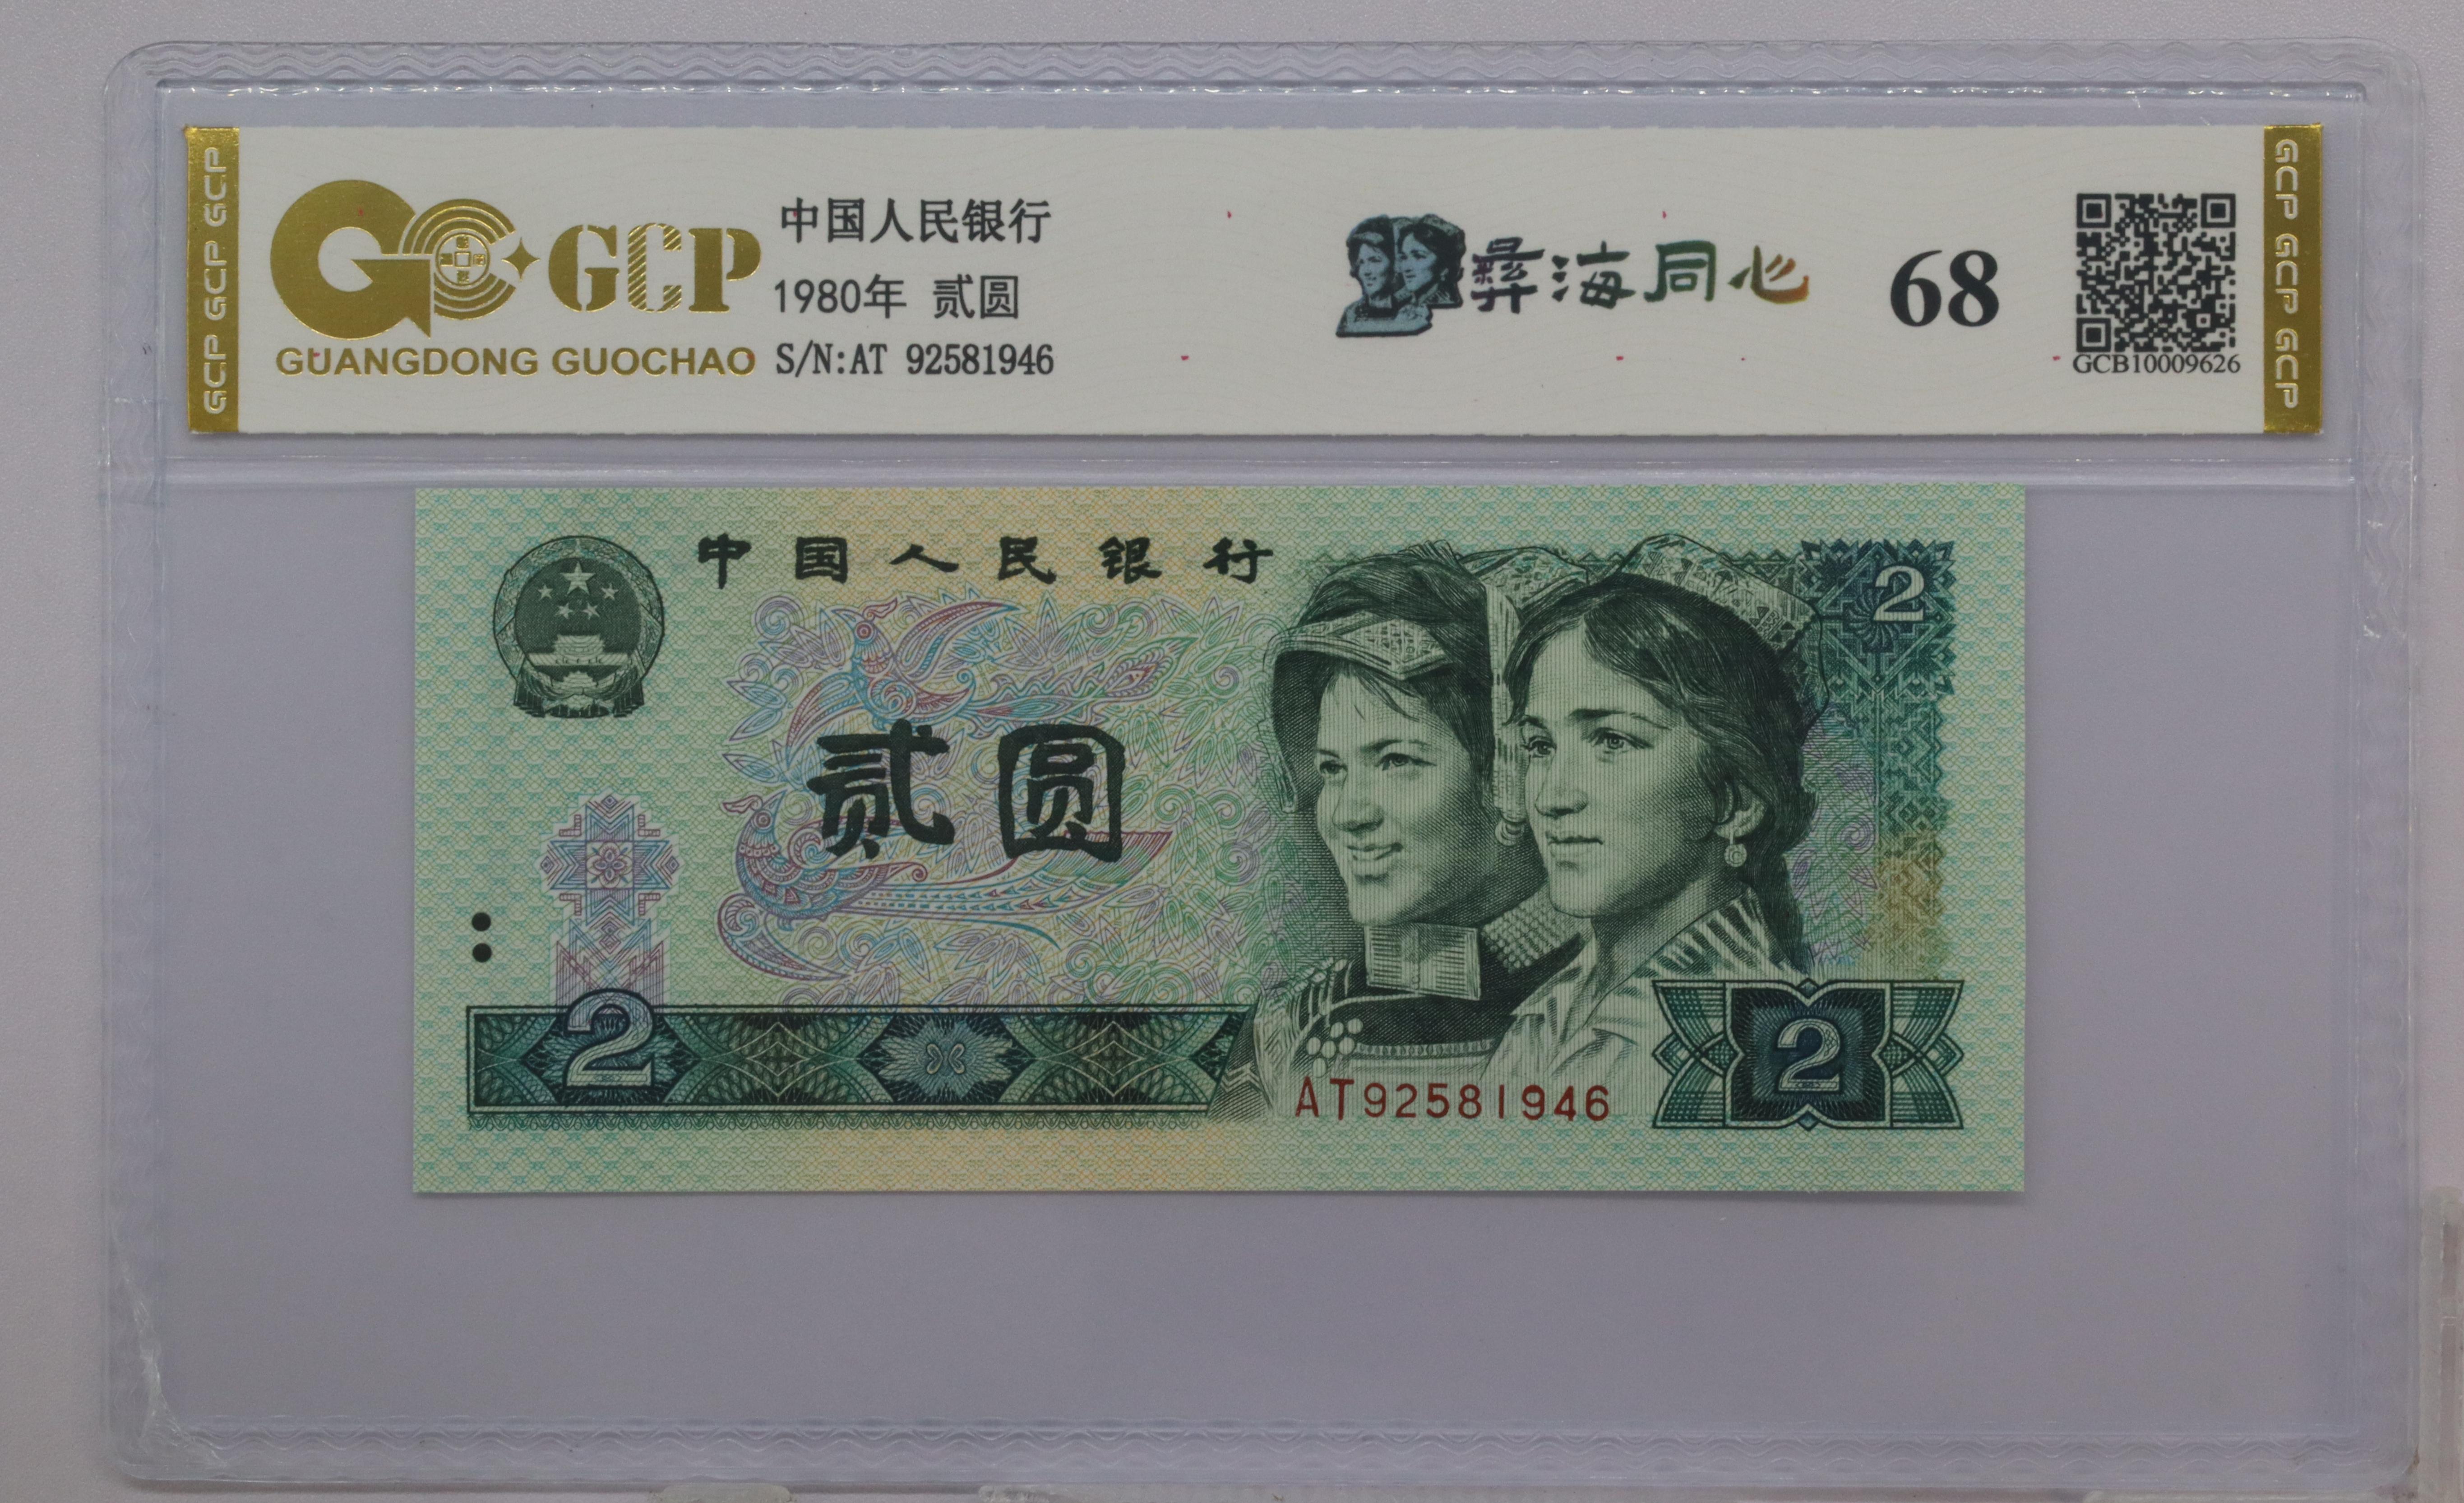 GCP GCP GCP
GCP
GUANGDONG GUOCHAO
中国人民银行
1980年 贰圆
S/N:AT 92581946
彝海同心
68
GCB10009626
GCP GCP GCP
中国人民银行
2
贰圆
2
AT92581946
2